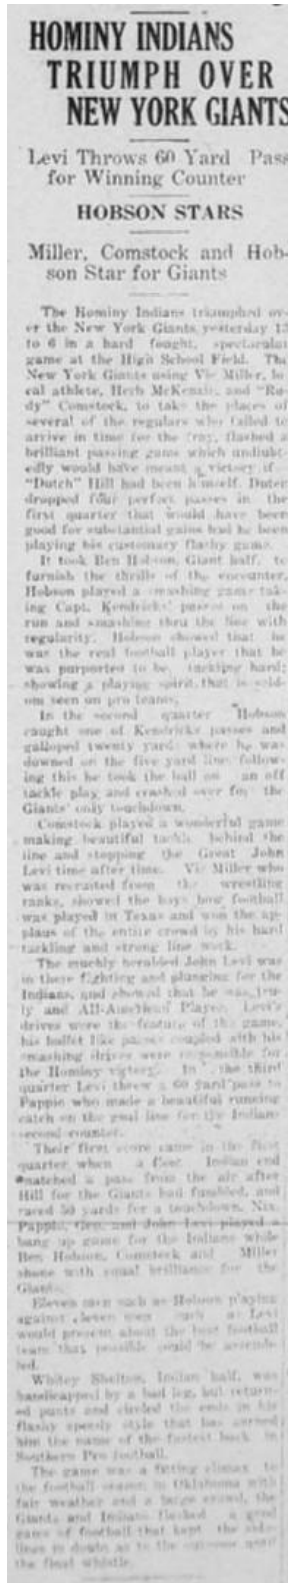 HOMINY INDIANS
TRIUMPH OVER
NEW YORK GIANTS
Levi Throws 60 Yard Pass
for Winning Counter
HOBSON STARS
Miller, Comstock and Hob-
son Star for Giants
The Hominy Indians triumphed ov-
er the New York Giants yesterday 13
to 6 in a hard fought, spectacular
game at the High School Field. The
New York Giants using Vic Miller, lo-
cal athlete, Herb McKenzie, and "Ru-
dy" Comstock, to take the places of
several of the regulars who failed to
arrive in time for the fray, flashed a
brilliant passing game which undoubt-
edly would have meant a victory if
"Dutch" Hill had been himself. Dutch
dropped four perfect passes in the
first quarter that would have been
good for substantial gains had he been
playing his customary flashy game.
It took Ben Hobson, Giant half, to
furnish the thrills of the encounter.
Hobson played a smashing game tak-
ing Capt. Kendricks' passes on the
run and smashing thru the line with
regularity. Hobson showed that he
was the real football player that he
was purported to be, tackling hard;
showing a playing spirit that is seld-
om seen on pro teams.
In the second quarter Hobson
caught one of Kendricks passes and
galloped twenty yard where he was
downed on the five yard line follow-
ing this he took the ball on an off
tackle play and crashed over for the
Giants' only touchdown.
Comstock played a wonderful game
making beautiful tackle behind the
line and stopping the Great John
Levi time after time. Vic Miller who
was recruited from the wrestling
ranks, showed the boys how football
was played in Texas and won the ap-
plaus of the entire crowd by his hard
tackling and strong line work.
The muchly heralded John Levi was
in there fighting and plunging for the
Indians, and showed that he was tru-
ly and All-American Player. Levi's
drives were the feature of the game,
his bullet like passes coupled with his
smashing drives were responsible for
the Hominy victory. In the third
quarter Levi threw a 60 yard pass to
Pappio who made a beautiful running
catch on the goal line for the Indians
second counter.
Their first score came in the first
quarter when a fleet Indian end
snatched a pass from the air after
Hill for the Giants had fumbled, and
raced 50 yards for a touchdown. Nix,
Pappio, Geo. and John Levi played a
bang up game for the Indians while
Ben Hobson, Comstock and Miller
shone with equal brilliance for the
Giants.
Eleven men such as Hobson playing
against eleven men such as Levi
would present about the best football
team that possible could be assemb-
led.
Whitey Shelton, Indian half, was
handicapped by a bad leg, but return-
ed punts and circled the ends in his
flashy speedy style that has earned
him the name of the fastest back in
Southern Pro football.
The game was a fitting climax to
the football season in Oklahoma with
fair weather and a large crowd, the
Giants and Indians flashed a good
game of football that kept the side-
lines in doubt as to the outcome until
the final whistle.